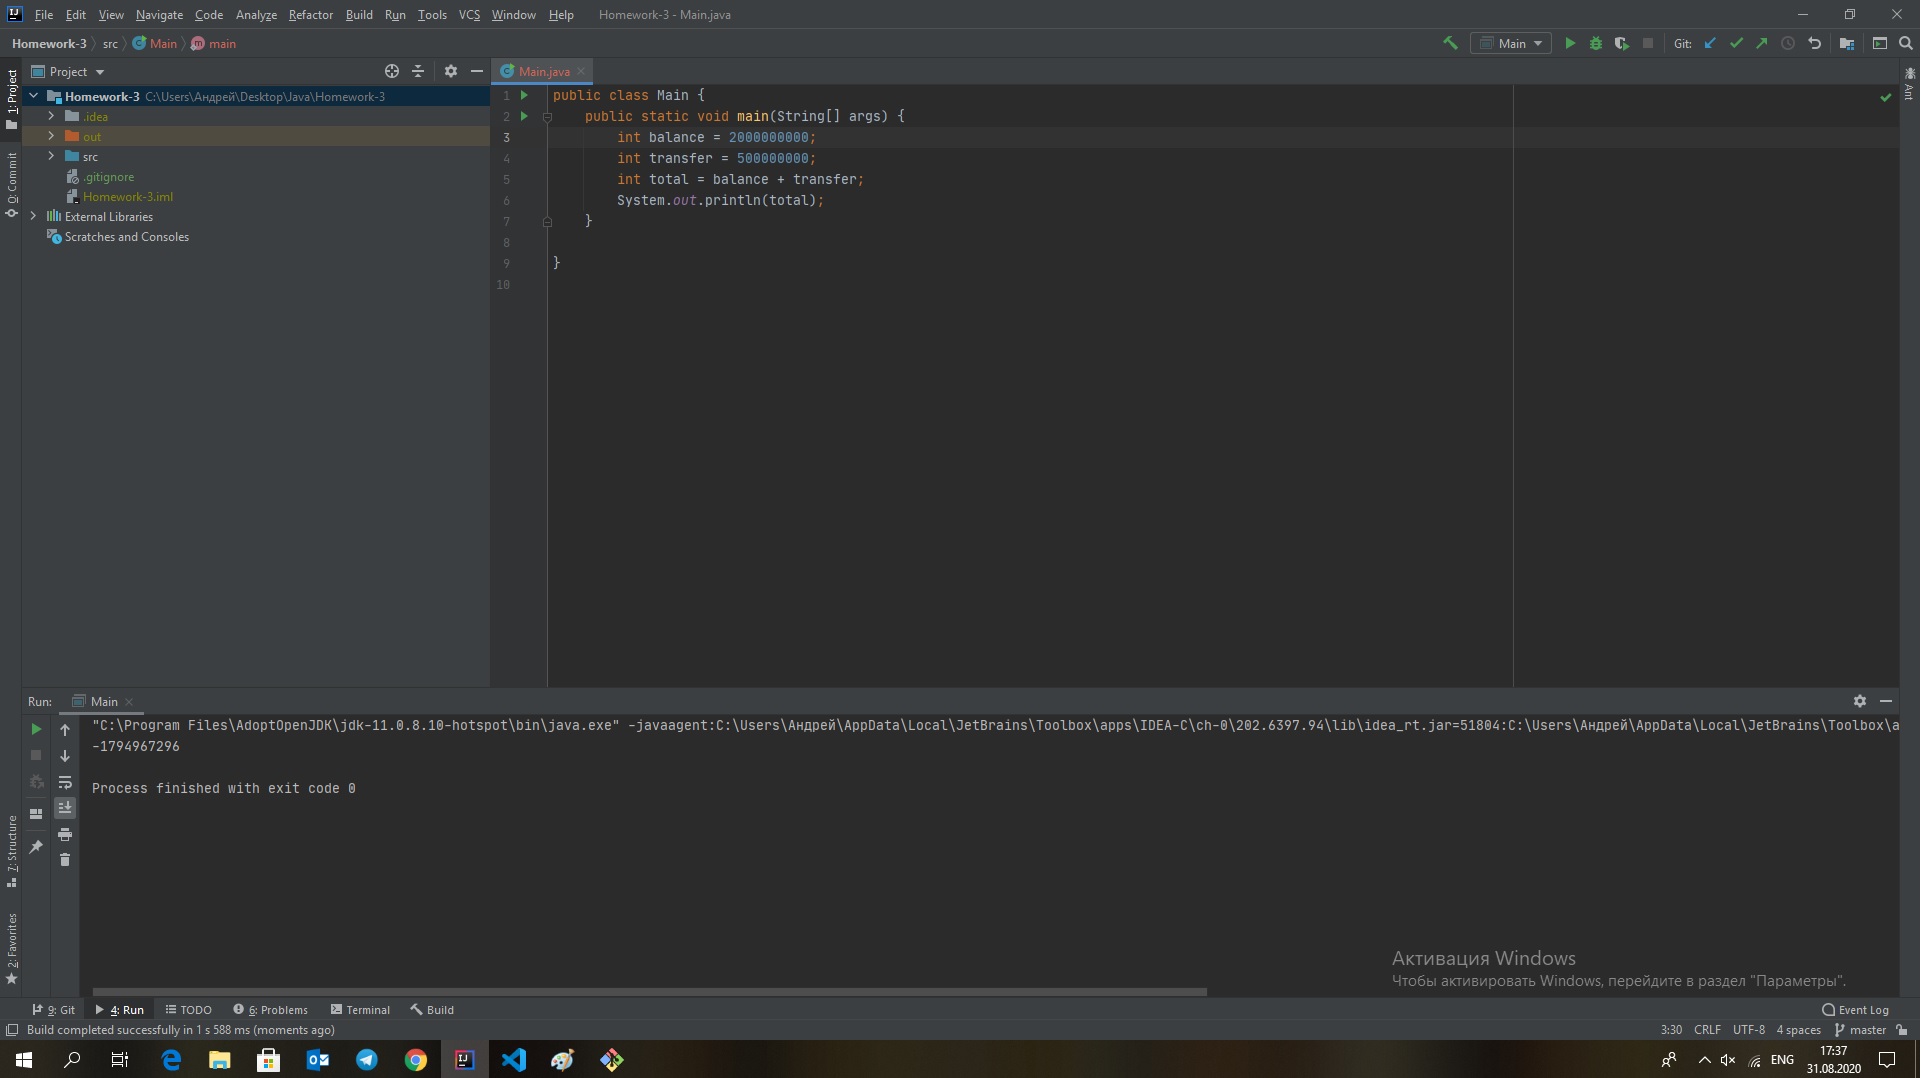 File Edit View Navigate Code Analyze Refactor Build Run Tools VCS Window Help Homework-3 - Main.java
Homework-3 src Main main
Main
Git:
Project
Main.java
1: Project
0: Commit
7: Structure
2: Favorites
Ant
Homework-3 C:\Users\Андрей\Desktop\Java\Homework-3
.idea
out
src
.gitignore
Homework-3.iml
External Libraries
Scratches and Consoles
1 public class Main {
2 public static void main(String[] args) {
3 int balance = 2000000000;
4 int transfer = 500000000;
5 int total = balance + transfer;
6 System.out.println(total);
7 }
8
9 }
10
Run: Main
"C:\Program Files\AdoptOpenJDK\jdk-11.0.8.10-hotspot\bin\java.exe" -javaagent:C:\Users\Андрей\AppData\Local\JetBrains\Toolbox\apps\IDEA-C\ch-0\202.6397.94\lib\idea_rt.jar=51804:C:\Users\Андрей\AppData\Local\JetBrains\Toolbox\a
-1794967296
Process finished with exit code 0
Активация Windows
Чтобы активировать Windows, перейдите в раздел "Параметры".
9: Git 4: Run TODO 6: Problems Terminal Build Event Log
Build completed successfully in 1 s 588 ms (moments ago) 3:30 CRLF UTF-8 4 spaces master
ENG 17:37
31.08.2020